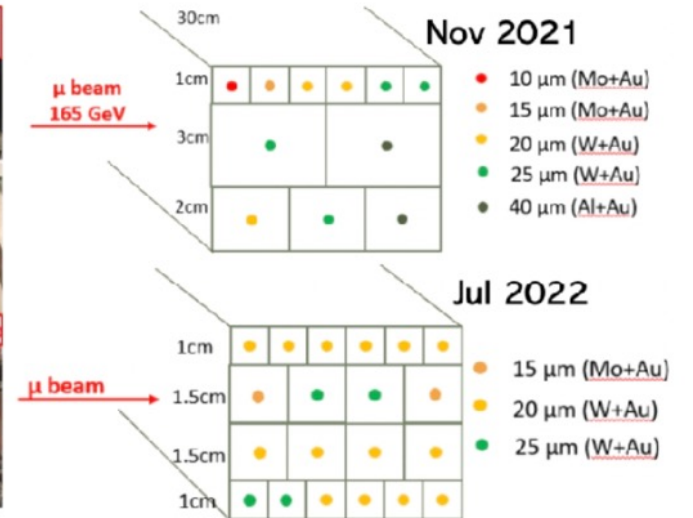 30cm
Nov 2021
1cm
μ beam
165 GeV
3cm
2cm
10 μm (Mo+Au)
15 μm (Mo+Au)
20 μm (W+Au)
25 μm (W+Au)
40 μm (Al+Au)
Jul 2022
1cm
μ beam
1.5cm
1.5cm
1cm
15 μm (Mo+Au)
20 μm (W+Au)
25 μm (W+Au)